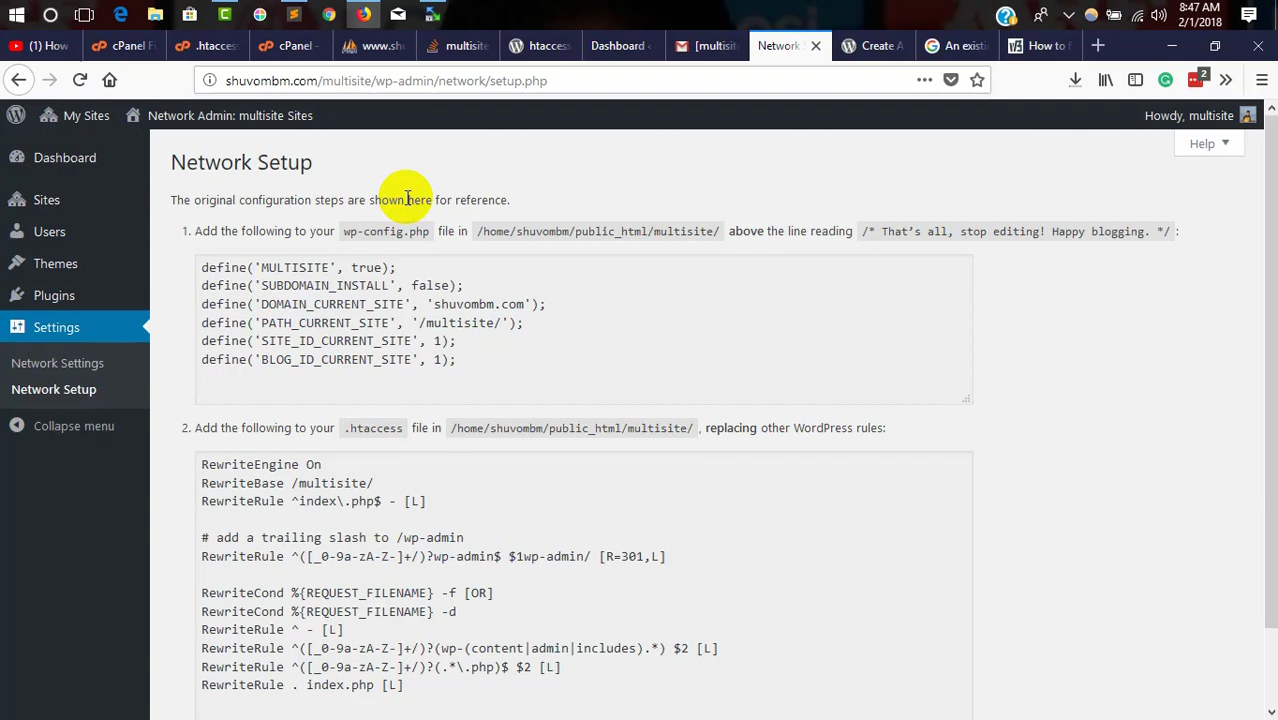 8:47 AM
2/1/2018
(1) How
cPanel F
.htacces
cPanel -
www.shu
multisite
htacces
Dashboard
[multisit
Network S
Create A
An existi
How to f
shuvombm.com/multisite/wp-admin/network/setup.php
2
My Sites
Network Admin: multisite Sites
Howdy, multisite
Help
Dashboard
Sites
Users
Themes
Plugins
Settings
Network Settings
Network Setup
Collapse menu
Network Setup
The original configuration steps are shown here for reference.
1. Add the following to your wp-config.php file in /home/shuvombm/public_html/multisite/ above the line reading /* That’s all, stop editing! Happy blogging. */ :
define('MULTISITE', true);
define('SUBDOMAIN_INSTALL', false);
define('DOMAIN_CURRENT_SITE', 'shuvombm.com');
define('PATH_CURRENT_SITE', '/multisite/');
define('SITE_ID_CURRENT_SITE', 1);
define('BLOG_ID_CURRENT_SITE', 1);
2. Add the following to your .htaccess file in /home/shuvombm/public_html/multisite/ , replacing other WordPress rules:
RewriteEngine On
RewriteBase /multisite/
RewriteRule ^index\.php$ - [L]
# add a trailing slash to /wp-admin
RewriteRule ^([_0-9a-zA-Z-]+/)?wp-admin$ $1wp-admin/ [R=301,L]
RewriteCond %{REQUEST_FILENAME} -f [OR]
RewriteCond %{REQUEST_FILENAME} -d
RewriteRule ^ - [L]
RewriteRule ^([_0-9a-zA-Z-]+/)?(wp-(content|admin|includes).*) $2 [L]
RewriteRule ^([_0-9a-zA-Z-]+/)?(.*\.php)$ $2 [L]
RewriteRule . index.php [L]